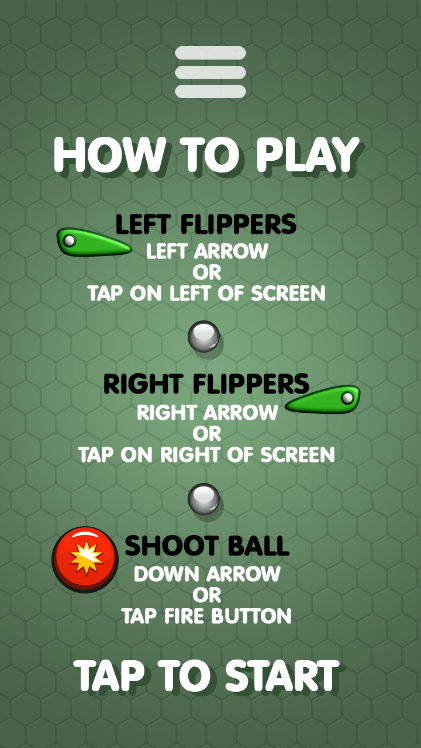 HOW TO PLAY
LEFT FLIPPERS
LEFT ARROW
OR
TAP ON LEFT OF SCREEN
RIGHT FLIPPERS
RIGHT ARROW
OR
TAP ON RIGHT OF SCREEN
SHOOT BALL
DOWN ARROW
OR
TAP FIRE BUTTON
TAP TO START